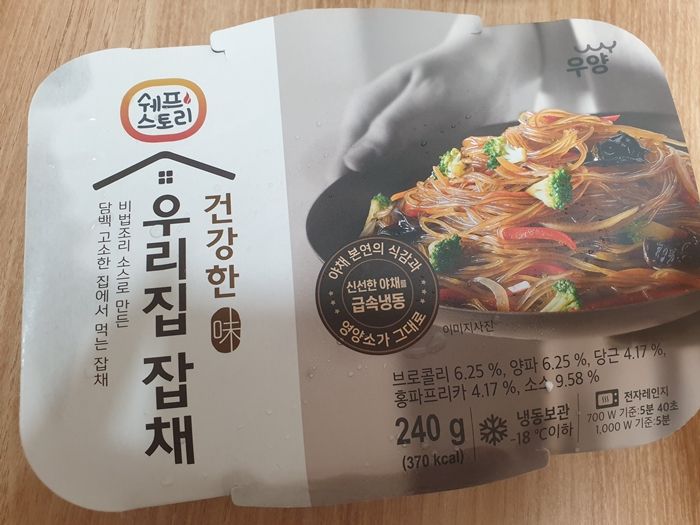 쉐프
스토리
우양
건강한 味
우리집 잡채
비법조리 소스로 만든
담백 고소한 집에서 먹는 잡채
야채 본연의 식감과
신선한 야채를
급속냉동
영양소가 그대로
이미지사진
브로콜리 6.25 %, 양파 6.25 %, 당근 4.17 %,
홍파프리카 4.17 %, 소스 9.58 %
240 g
(370 kcal)
냉동보관
-18 ℃이하
전자레인지
700 W 기준:5분 40초
1,000 W 기준:5분